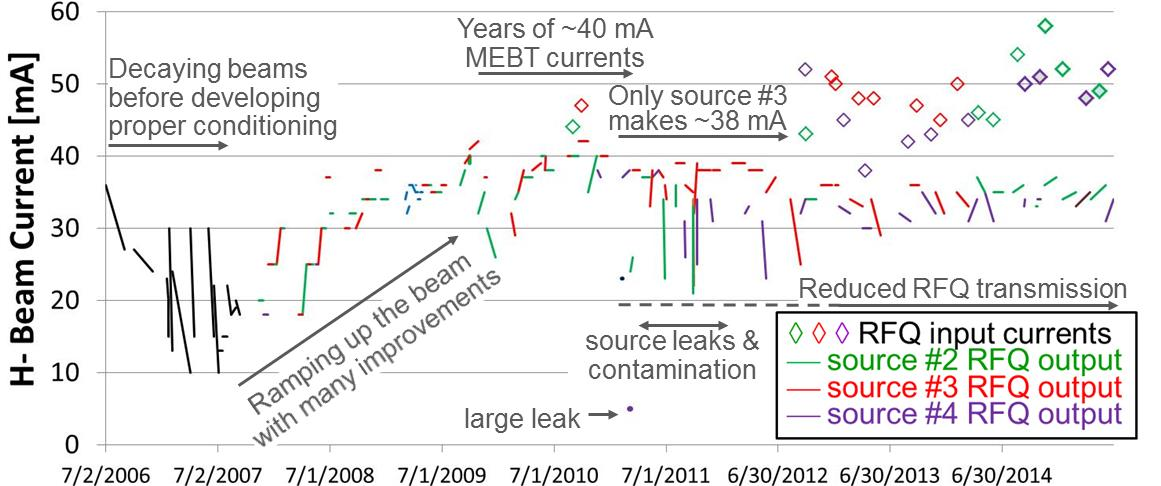 60
50
40
30
20
10
0
H- Beam Current [mA]
Decaying beams
before developing
proper conditioning
Years of ~40 mA
MEBT currents
Only source #3
makes ~38 mA
Ramping up the beam
with many improvements
Reduced RFQ transmission
source leaks &
contamination
large leak
RFQ input currents
source #2 RFQ output
source #3 RFQ output
source #4 RFQ output
7/2/2006 7/2/2007 7/1/2008 7/1/2009 7/1/2010 7/1/2011 6/30/2012 6/30/2013 6/30/2014